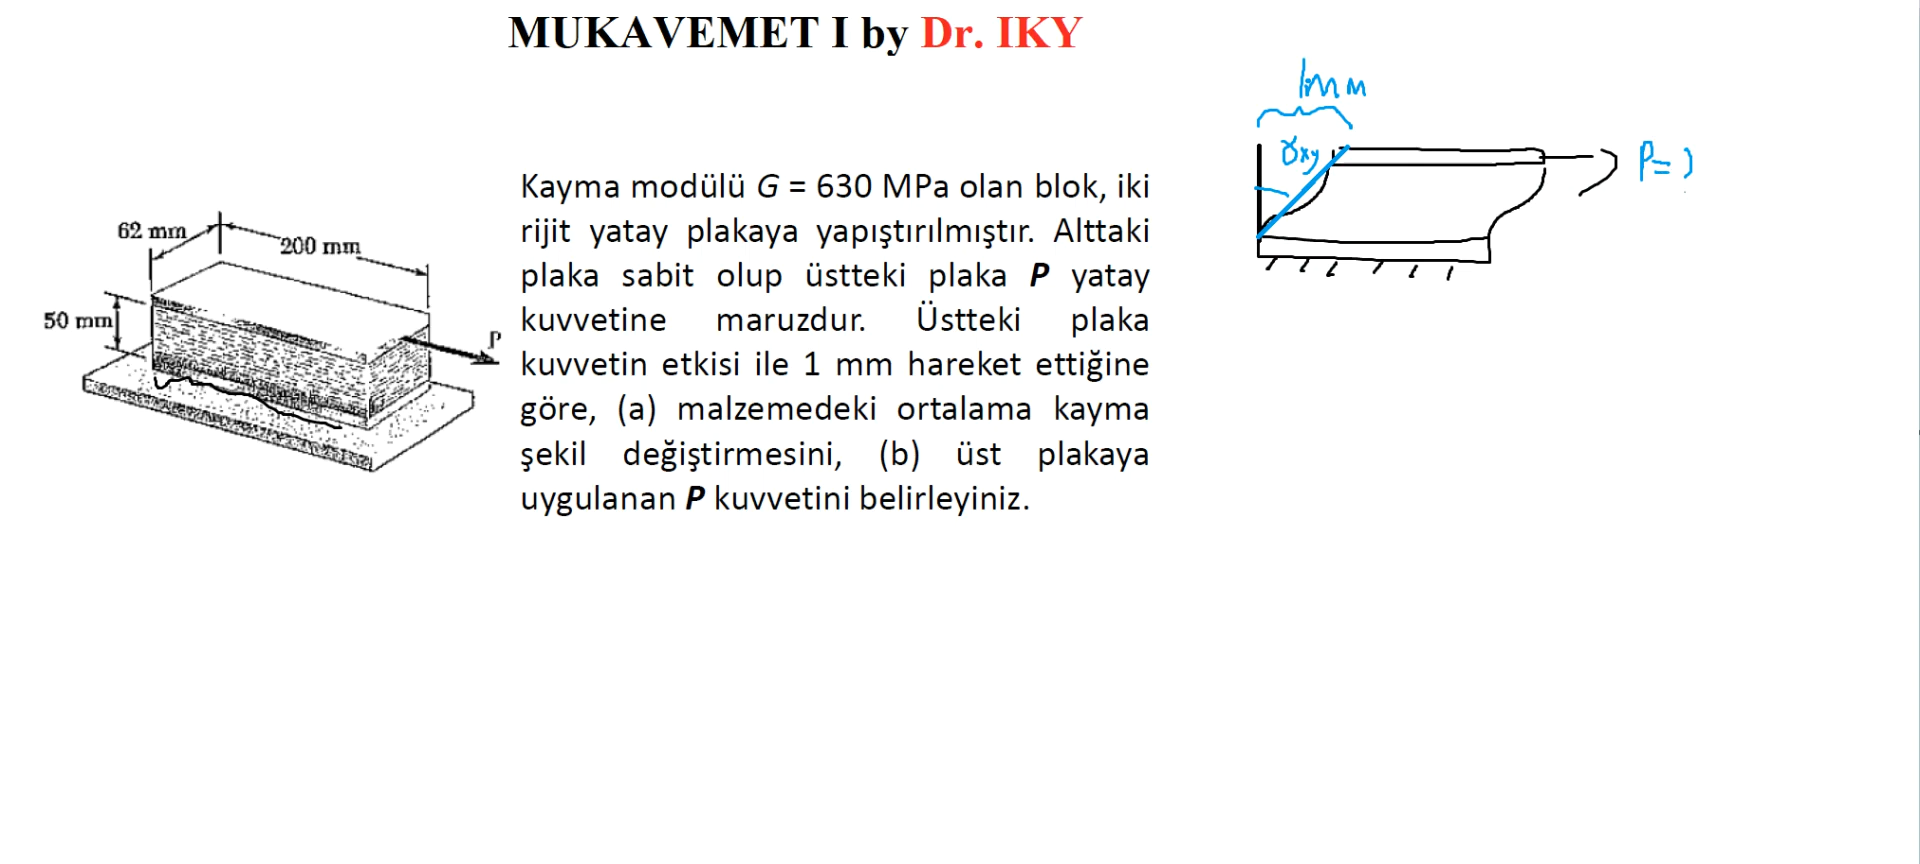 MUKAVEMET I by Dr. IKY
1mm
γxy
P=?
Kayma modülü G = 630 MPa olan blok, iki
rijit yatay plakaya yapıştırılmıştır. Alttaki
plaka sabit olup üstteki plaka P yatay
kuvvetine maruzdur. Üstteki plaka
kuvvetin etkisi ile 1 mm hareket ettiğine
göre, (a) malzemedeki ortalama kayma
şekil değiştirmesini, (b) üst plakaya
uygulanan P kuvvetini belirleyiniz.
62 mm
200 mm
50 mm
P